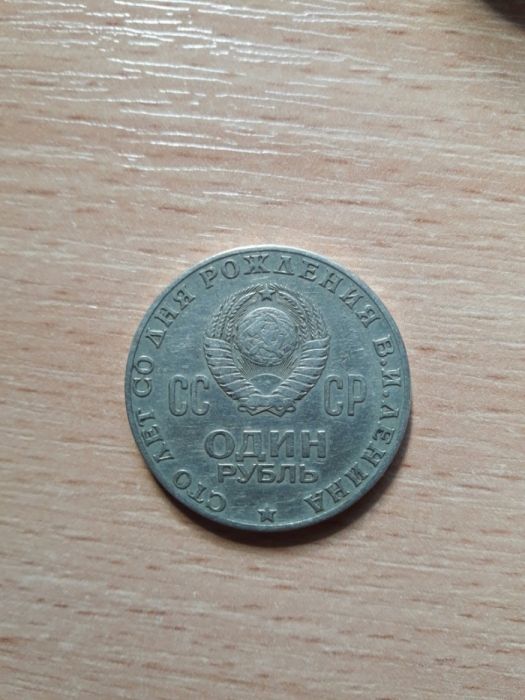 СТО ЛЕТ СО ДНЯ РОЖДЕНИЯ В.И.ЛЕНИНА
СС СР
ОДИН
РУБЛЬ